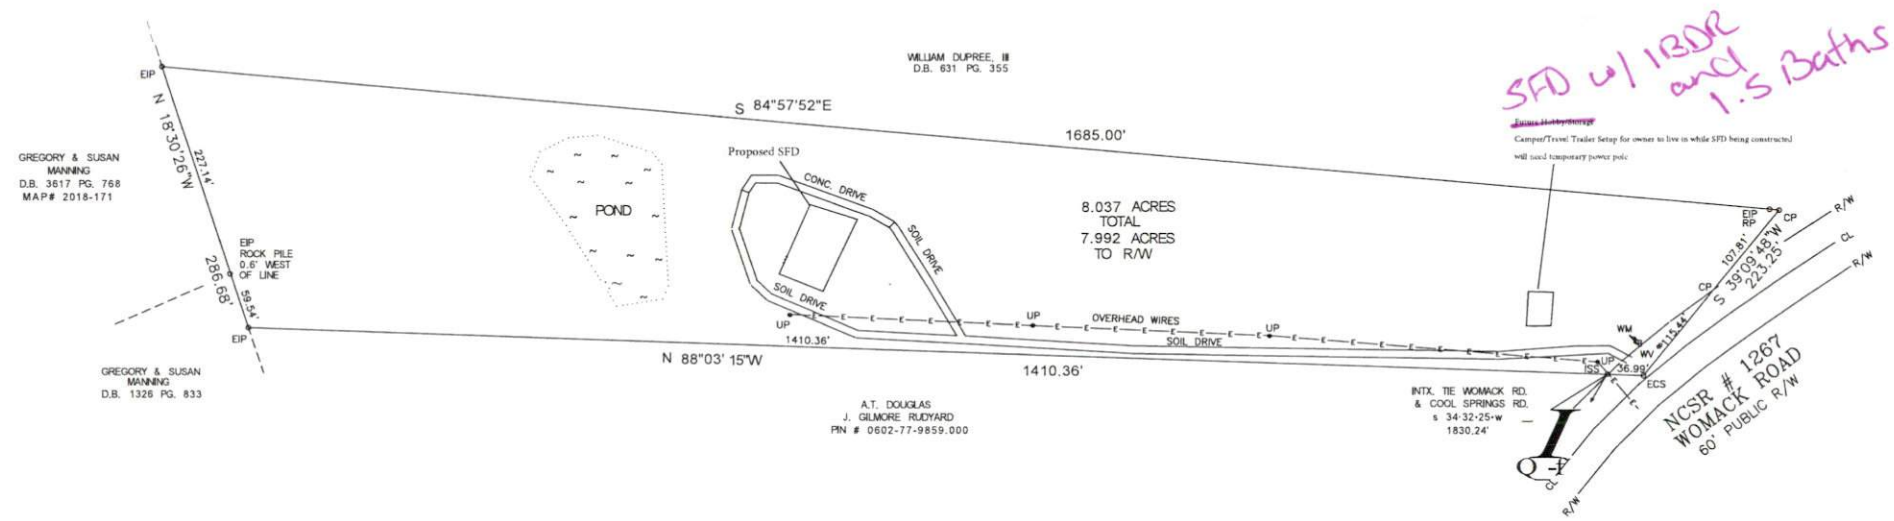 WILLIAM DUPREE, III
D.B. 631 PG. 355
SFD w/ 1BDR
and
1.5 Baths
Future Hobby/Storage
Camper/Travel Trailer Setup for owner to live in while SFD being constructed
will need temporary power pole
EIP
N 18°30'26"W
227.14'
GREGORY & SUSAN
MANNING
D.B. 3617 PG. 768
MAP# 2018-171
S 84°57'52"E
1685.00'
Proposed SFD
CONC. DRIVE
POND
SOIL DRIVE
8.037 ACRES
TOTAL
7.992 ACRES
TO R/W
EIP
RP
CP
R/W
CL
R/W
107.81'
S 39°09'48"W
223.25'
CP
EIP
ROCK PILE
0.6' WEST
OF LINE
286.68'
59.54'
EIP
SOIL DRIVE
UP
E E E E E
UP
OVERHEAD WIRES
UP
SOIL DRIVE
WM
WV
115.44'
UP
ISS
36.99'
ECS
1410.36'
N 88°03' 15"W
1410.36'
GREGORY & SUSAN
MANNING
D.B. 1326 PG. 833
A.T. DOUGLAS
J. GILMORE RUDYARD
PIN # 0602-77-9859.000
INTX. TIE WOMACK RD.
& COOL SPRINGS RD.
s 34-32-25-w
1830.24'
NCSR # 1267
WOMACK ROAD
60' PUBLIC R/W
CL
R/W